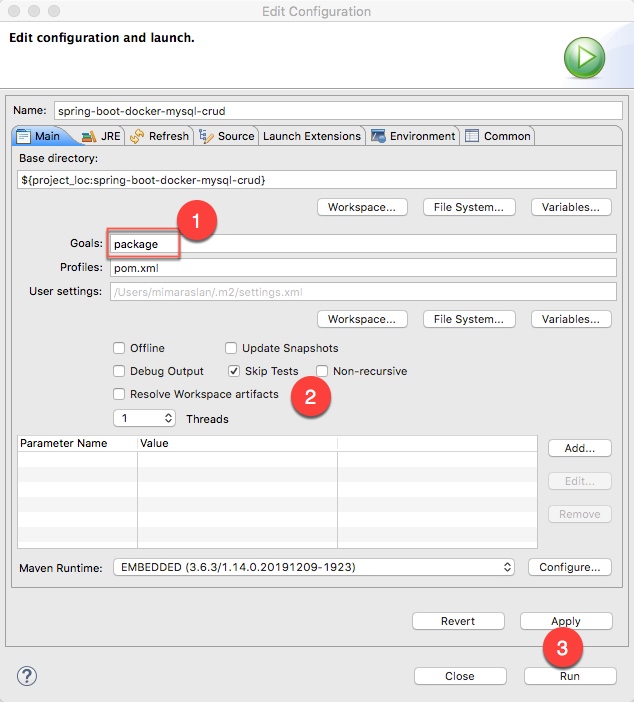 Edit Configuration
Edit configuration and launch.
Name: spring-boot-docker-mysql-crud
Main JRE Refresh Source Launch Extensions Environment Common
Base directory:
${project_loc:spring-boot-docker-mysql-crud}
Workspace... File System... Variables...
1
Goals: package
Profiles: pom.xml
User settings: /Users/mimaraslan/.m2/settings.xml
Workspace... File System... Variables...
Offline Update Snapshots
Debug Output Skip Tests Non-recursive
Resolve Workspace artifacts 2
1 Threads
Parameter Name Value Add...
Edit...
Remove
Maven Runtime: EMBEDDED (3.6.3/1.14.0.20191209-1923) Configure...
Revert Apply
3
? Close Run